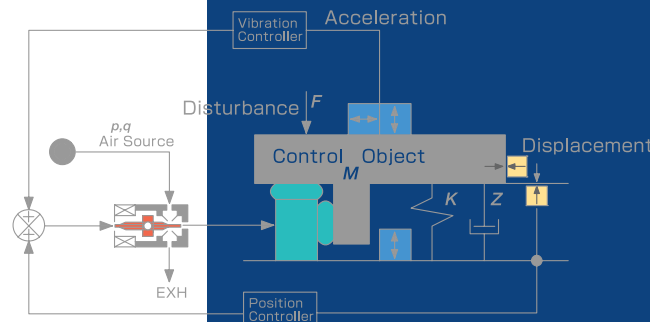 Vibration
Controller
Acceleration
Disturbance
F
p,q
Air Source
Displacement
Control Object
M
K
Z
EXH
Position
Controller